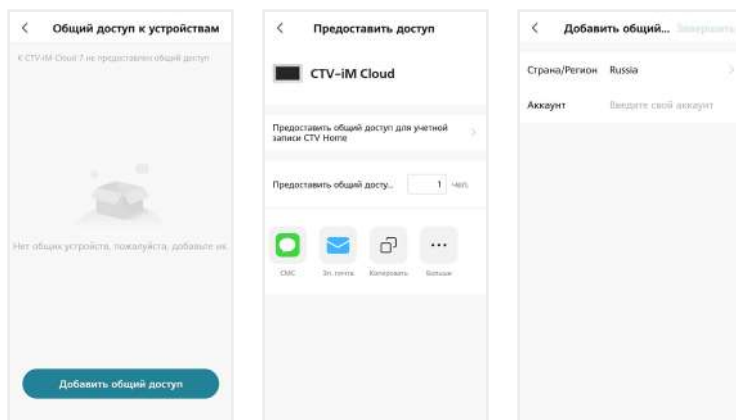 Общий доступ к устройствам
К CTV-iM Cloud 7 не предоставлен общий доступ
Нет общих устройств, пожалуйста, добавьте их.
Добавить общий доступ
Предоставить доступ
CTV-iM Cloud
Предоставить общий доступ для учетной
записи CTV Home
Предоставить общий досту... 1 Чел.
СМС Эл. почта Копировать Больше
Добавить общий... Завершить
Страна/Регион Russia
Аккаунт Введите свой аккаунт